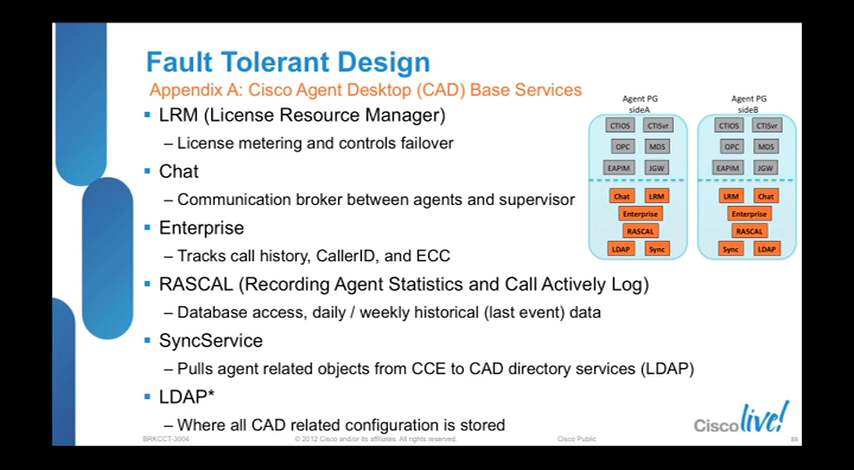 Fault Tolerant Design
Appendix A: Cisco Agent Desktop (CAD) Base Services
LRM (License Resource Manager)
– License metering and controls failover
Chat
– Communication broker between agents and supervisor
Enterprise
– Tracks call history, CallerID, and ECC
RASCAL (Recording Agent Statistics and Call Actively Log)
– Database access, daily / weekly historical (last event) data
SyncService
– Pulls agent related objects from CCE to CAD directory services (LDAP)
LDAP*
– Where all CAD related configuration is stored
Agent PG
sideA
CTIOS CTISvr
OPC MDS
EAPIM JGW
Chat LRM
Enterprise
RASCAL
LDAP Sync
Agent PG
sideB
CTIOS CTISvr
OPC MDS
EAPIM JGW
LRM Chat
Enterprise
RASCAL
Sync LDAP
BRKCCT-3004
© 2012 Cisco and/or its affiliates. All rights reserved.
Cisco Public
Cisco live!
88